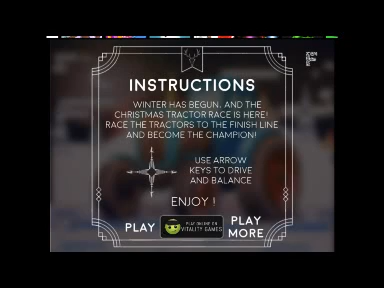 INSTRUCTIONS
WINTER HAS BEGUN, AND THE
CHRISTMAS TRACTOR RACE IS HERE!
RACE THE TRACTORS TO THE FINISH LINE
AND BECOME THE CHAMPION!
USE ARROW
KEYS TO DRIVE
AND BALANCE
ENJOY !
PLAY
PLAY ONLINE ON
VITALITY GAMES
PLAY
MORE